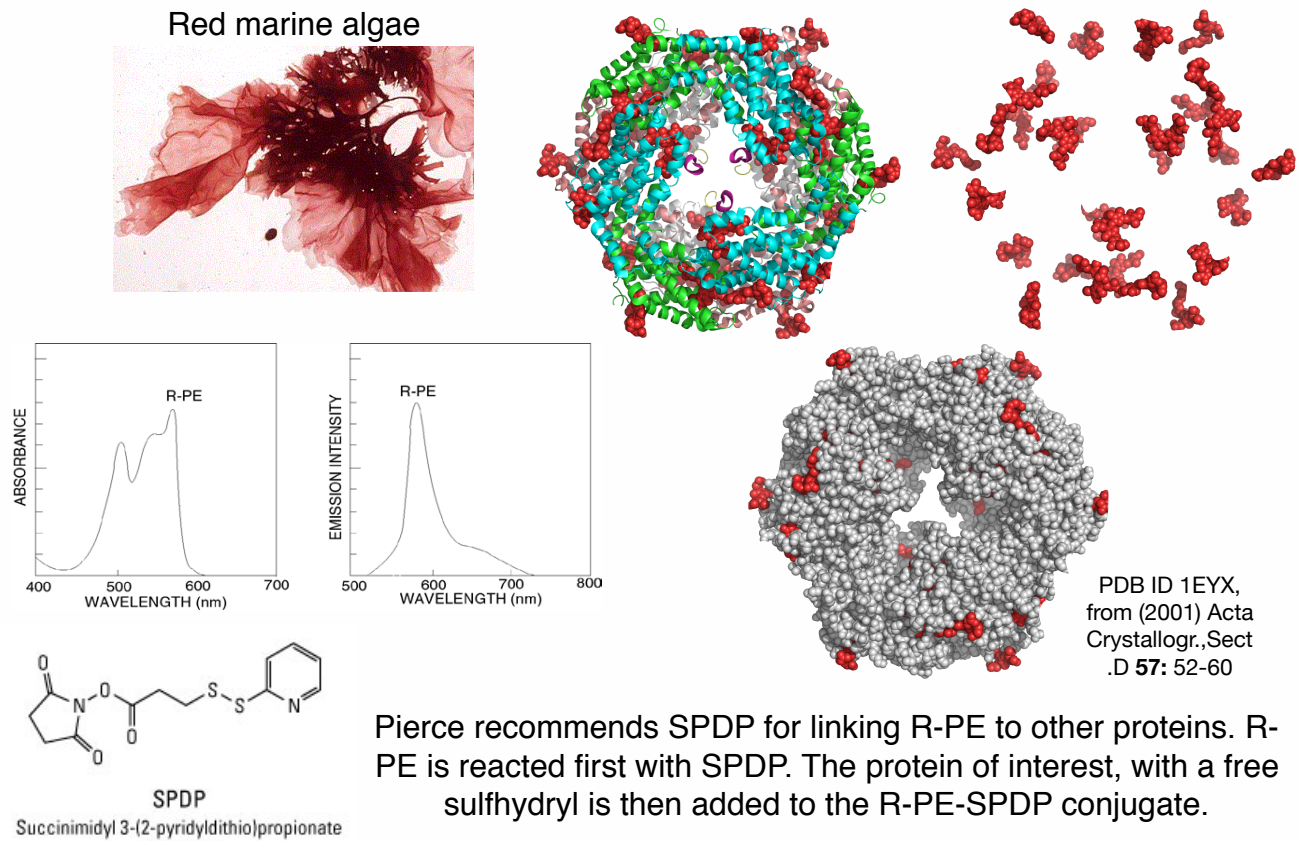 Red marine algae
R-PE
ABSORBANCE
400 500 600 700
WAVELENGTH (nm)
R-PE
EMISSION INTENSITY
500 600 700 800
WAVELENGTH (nm)
PDB ID 1EYX,
from (2001) Acta
Crystallogr.,Sect
.D 57: 52-60
O
N
O
O
O
S
S
N
SPDP
Succinimidyl 3-(2-pyridyldithio)propionate
Pierce recommends SPDP for linking R-PE to other proteins. R-
PE is reacted first with SPDP. The protein of interest, with a free
sulfhydryl is then added to the R-PE-SPDP conjugate.